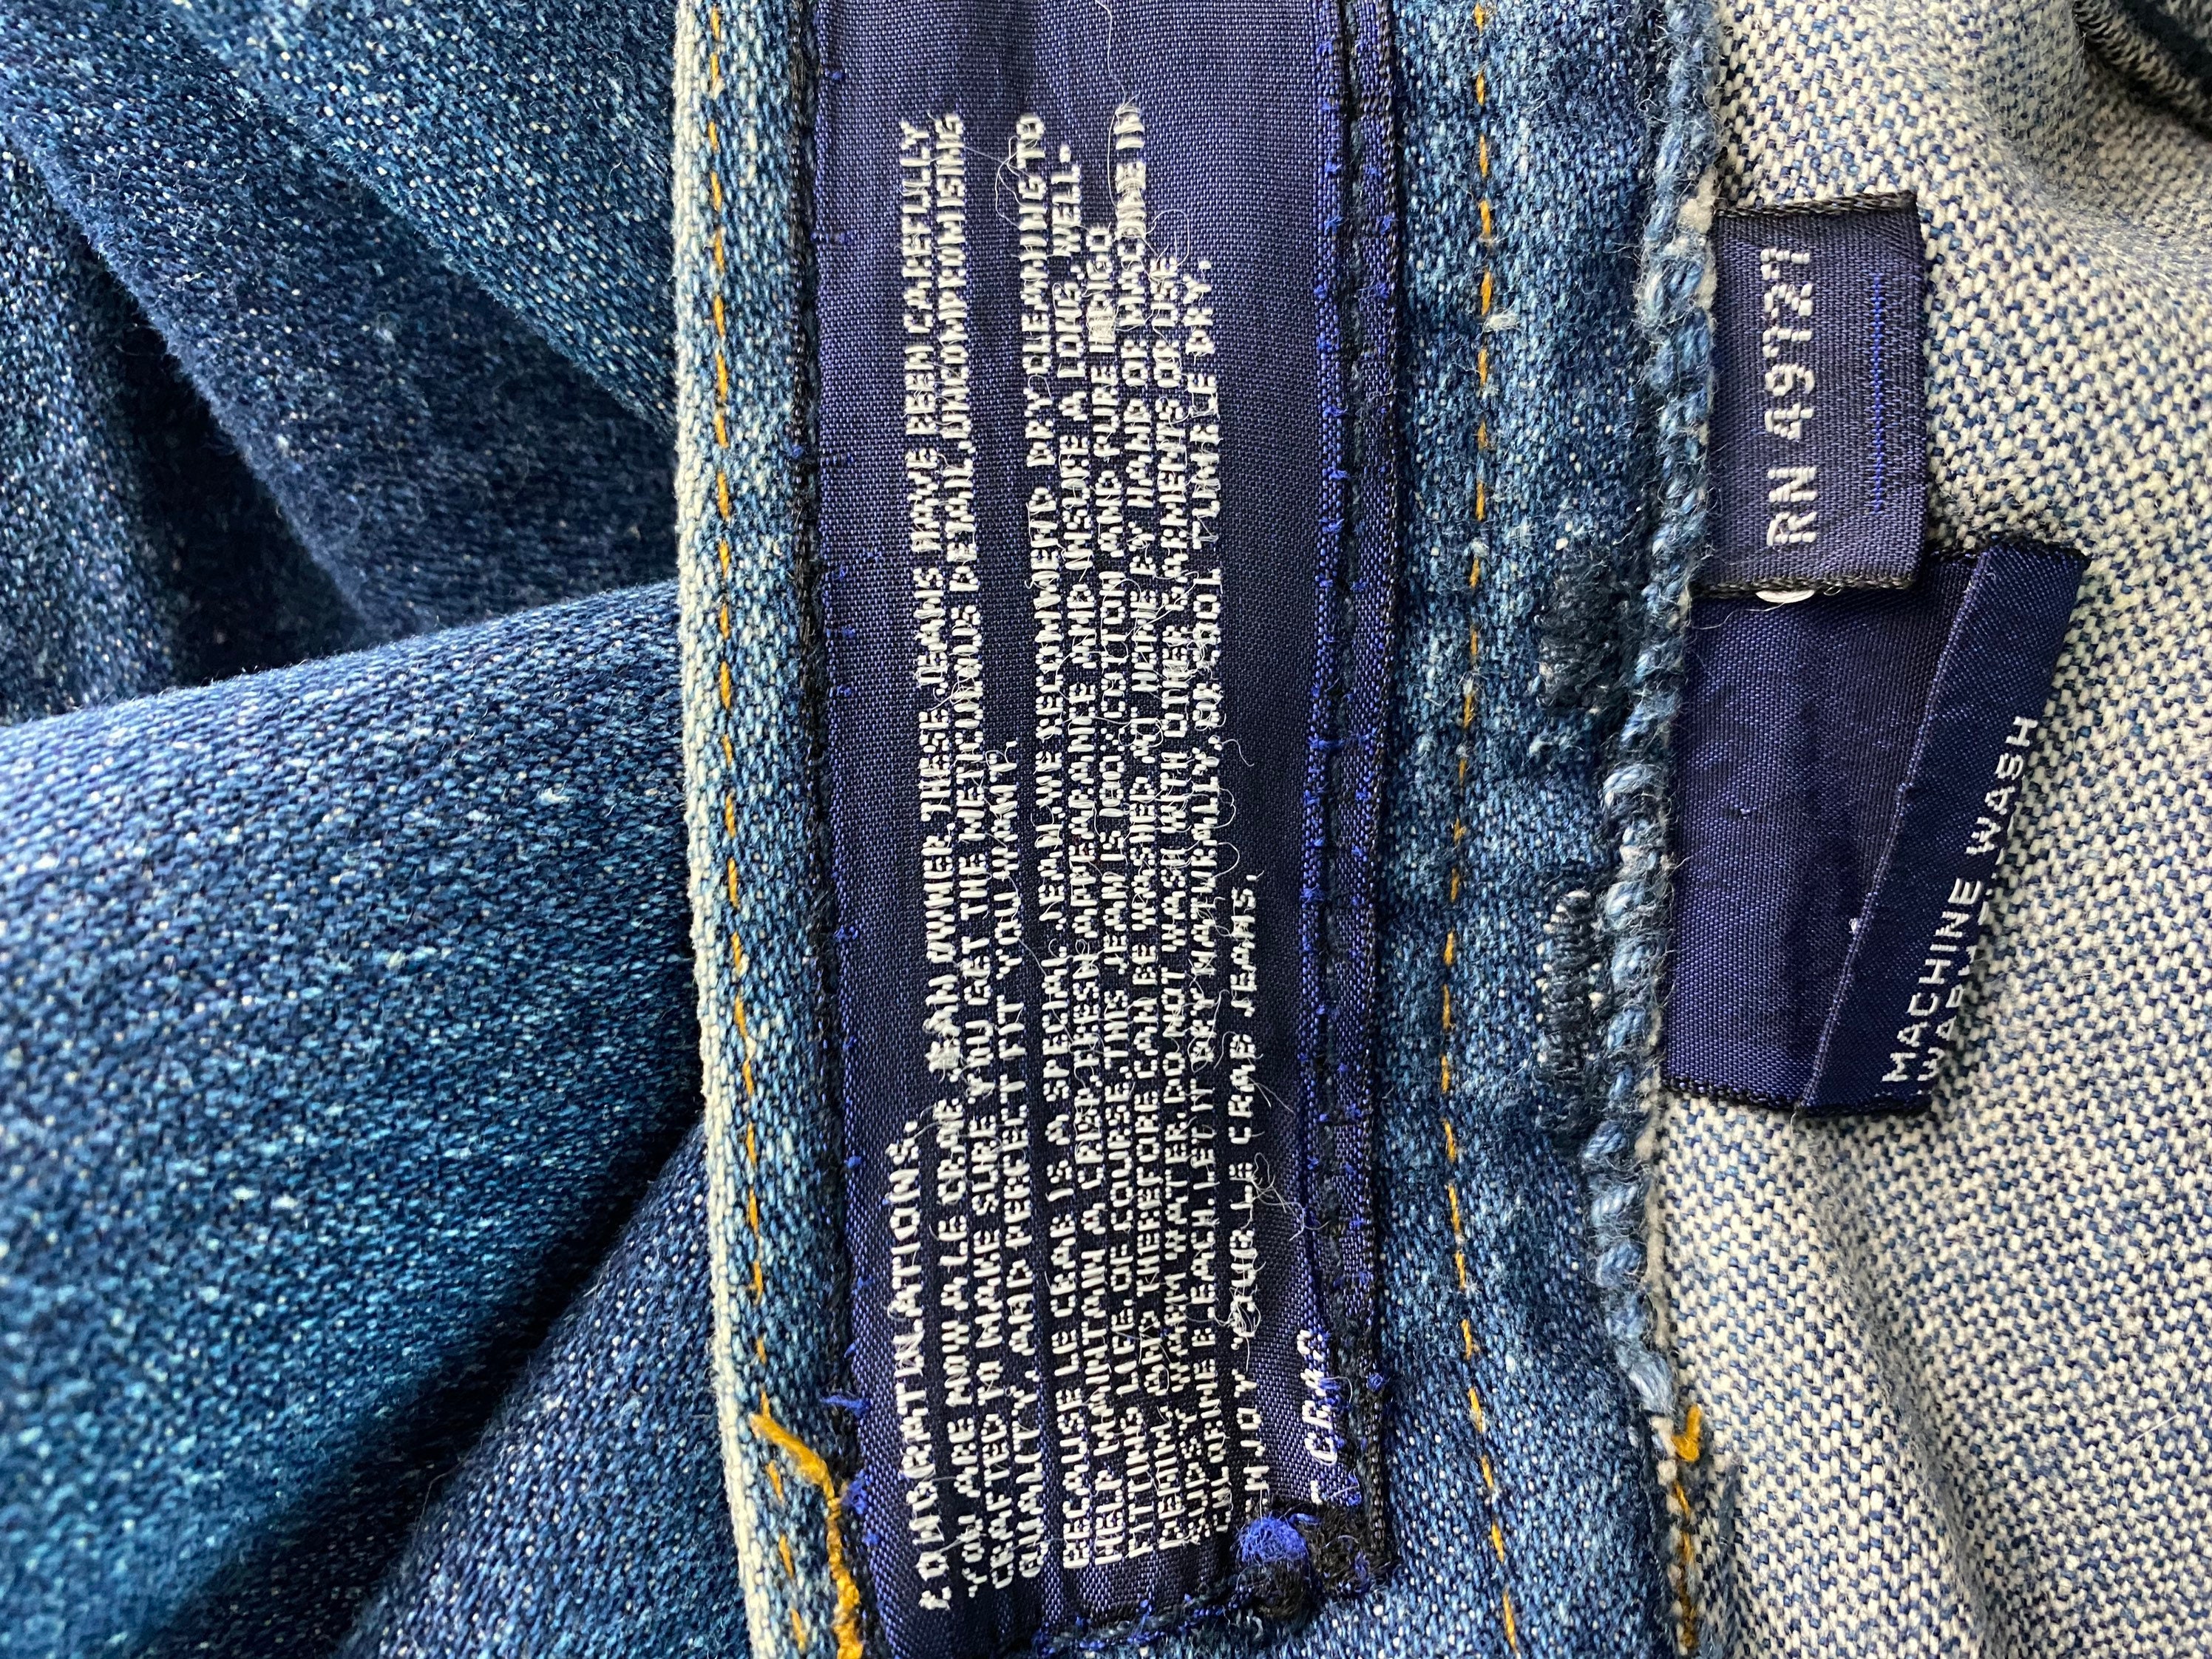 CONGRATULATIONS.
YOU ARE NOW A LE CRAB JEAN OWNER. THESE JEANS HAVE BEEN CAREFULLY
CRAFTED TO MAKE SURE YOU GET THE METICULOUS DETAIL, UNCOMPROMISING
QUALITY, AND PERFECT FIT YOU WANT.
BECAUSE LE CRAB IS A SPECIAL JEAN, WE RECOMMEND DRY CLEANING TO
HELP MAINTAIN A CRISP, FRESH APPEARANCE AND INSURE A LONG, WELL-
FITTING LIFE. OF COURSE, THIS JEAN IS 100% COTTON AND PURE INDIGO
DENIM, AND THEREFORE CAN BE WASHED AT HOME BY HAND OR MACHINE IN
WARM WATER. DO NOT WASH WITH OTHER GARMENTS OR USE
BLEACH. LET IT DRY NATURALLY, OR COOL TUMBLE DRY.
ENJOY YOUR LE CRAB JEANS.
RN 49721
MACHINE WASH